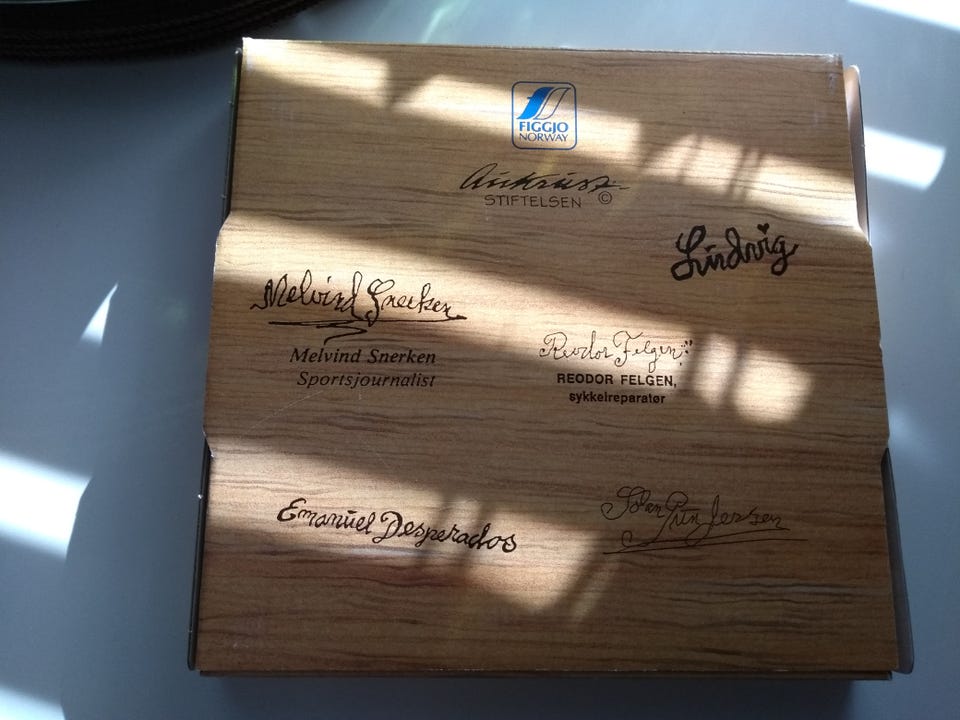 FIGGJO
NORWAY
Aukrust
STIFTELSEN ©
Ludvig
Melvind Snerken
Melvind Snerken
Sportsjournalist
Reodor Felgen
REODOR FELGEN,
sykkelreparatør
Emanuel Desperados
Solan Gundersen